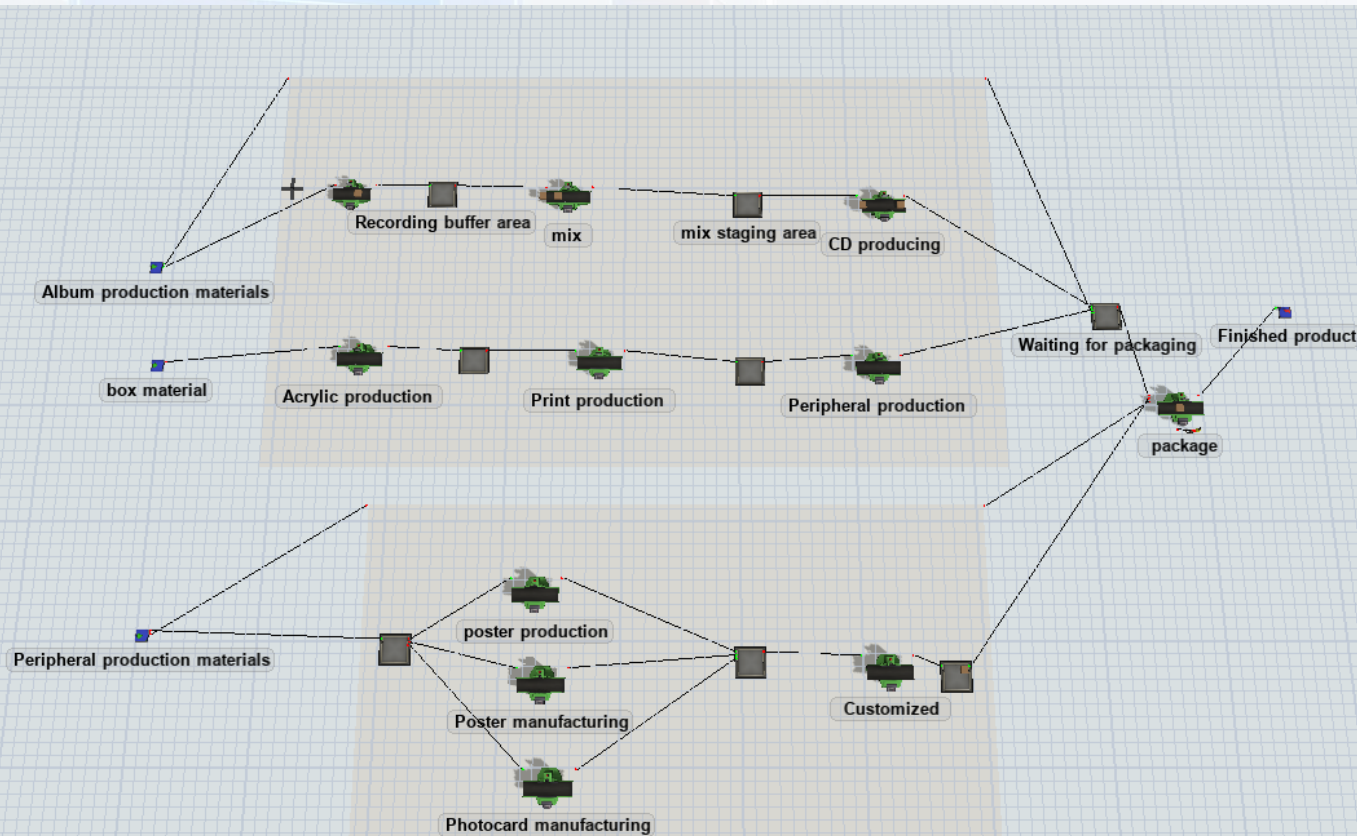 Recording buffer area
mix
mix staging area
CD producing
Album production materials
Waiting for packaging
Finished product
box material
Acrylic production
Print production
Peripheral production
package
poster production
Peripheral production materials
Poster manufacturing
Customized
Photocard manufacturing